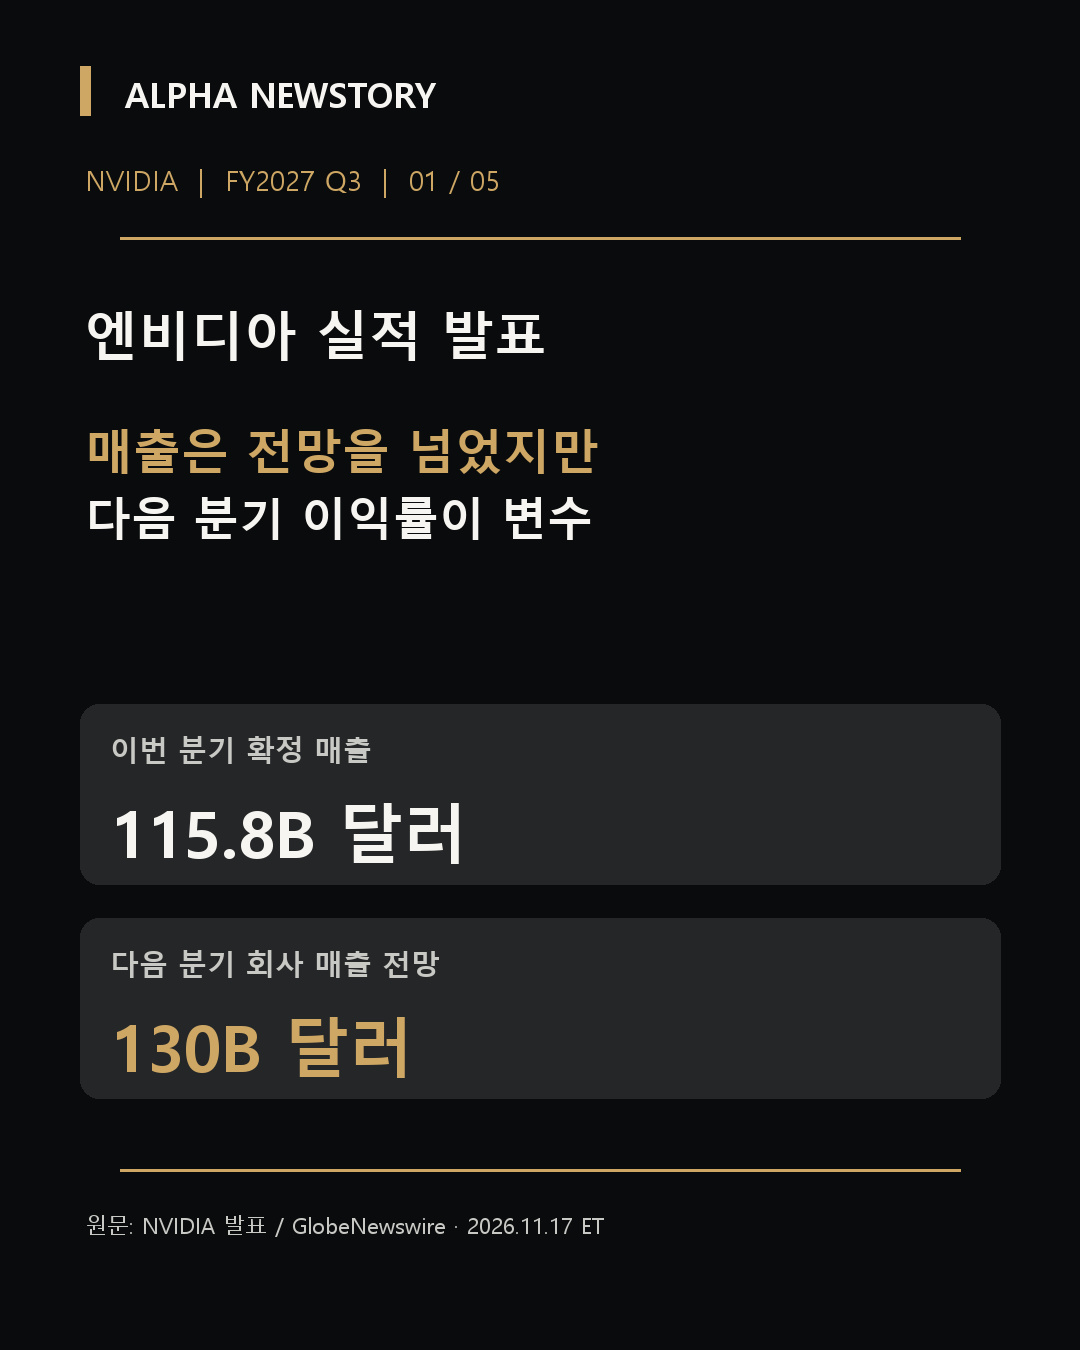 ALPHA NEWSTORY
NVIDIA | FY2027 Q3 | 01 / 05
엔비디아 실적 발표
매출은 전망을 넘었지만
다음 분기 이익률이 변수
이번 분기 확정 매출
115.8B 달러
다음 분기 회사 매출 전망
130B 달러
원문: NVIDIA 발표 / GlobeNewswire · 2026.11.17 ET